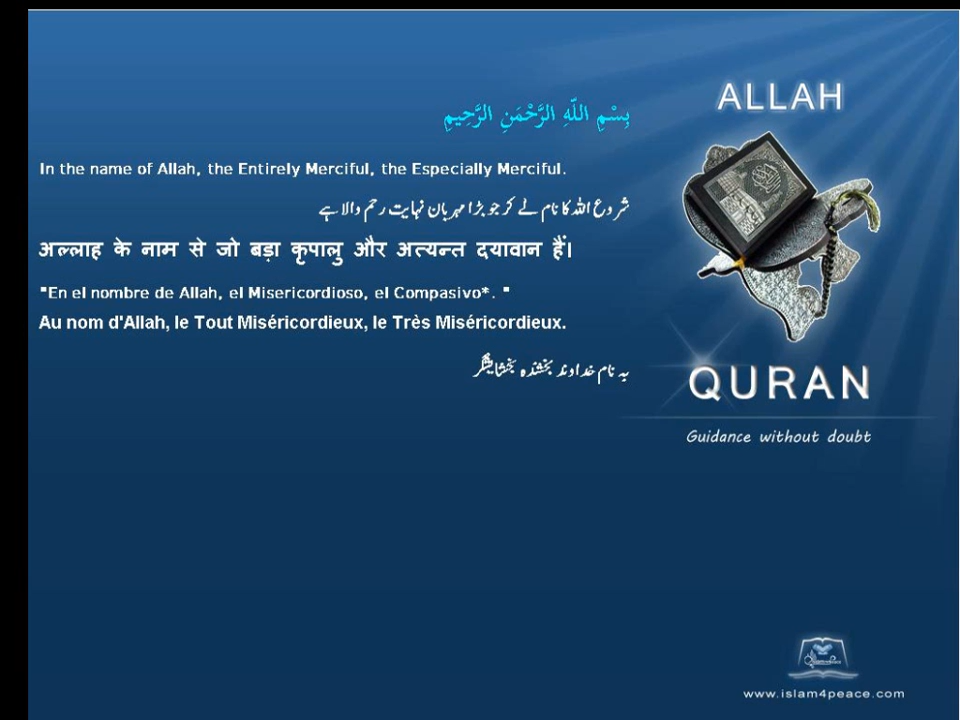 بِسْمِ اللَّهِ الرَّحْمَنِ الرَّحِيمِ
In the name of Allah, the Entirely Merciful, the Especially Merciful.
شروع الله کا نام لے کر جو بڑا مہربان نہایت رحم والا ہے
अल्लाह के नाम से जो बड़ा कृपालु और अत्यन्त दयावान हैं।
"En el nombre de Allah, el Misericordioso, el Compasivo*. "
Au nom d'Allah, le Tout Miséricordieux, le Très Miséricordieux.
به نام خداوند بخشنده بخشایشگر
ALLAH
QURAN
Guidance without doubt
www.islam4peace.com